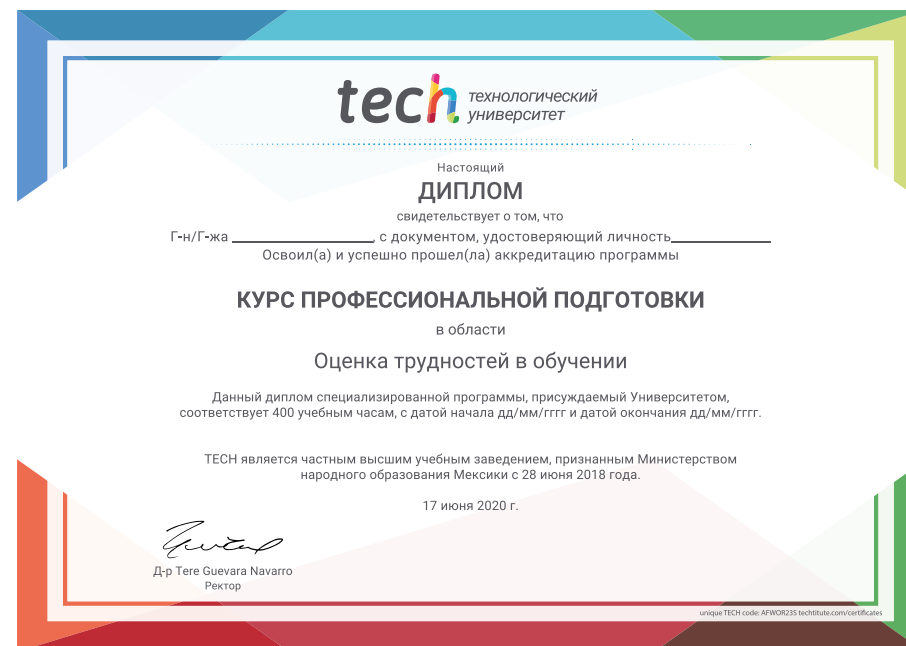 tech технологический
университет
Настоящий
ДИПЛОМ
свидетельствует о том, что
Г-н/Г-жа ____________________, с документом, удостоверяющий личность______________
Освоил(а) и успешно прошел(ла) аккредитацию программы
КУРС ПРОФЕССИОНАЛЬНОЙ ПОДГОТОВКИ
в области
Оценка трудностей в обучении
Данный диплом специализированной программы, присуждаемый Университетом,
соответствует 400 учебным часам, с датой начала дд/мм/гггг и датой окончания дд/мм/гггг.
TECH является частным высшим учебным заведением, признанным Министерством
народного образования Мексики с 28 июня 2018 года.
17 июня 2020 г.
Д-р Tere Guevara Navarro
Ректор
unique TECH code: AFWOR23S techtitute.com/certificates